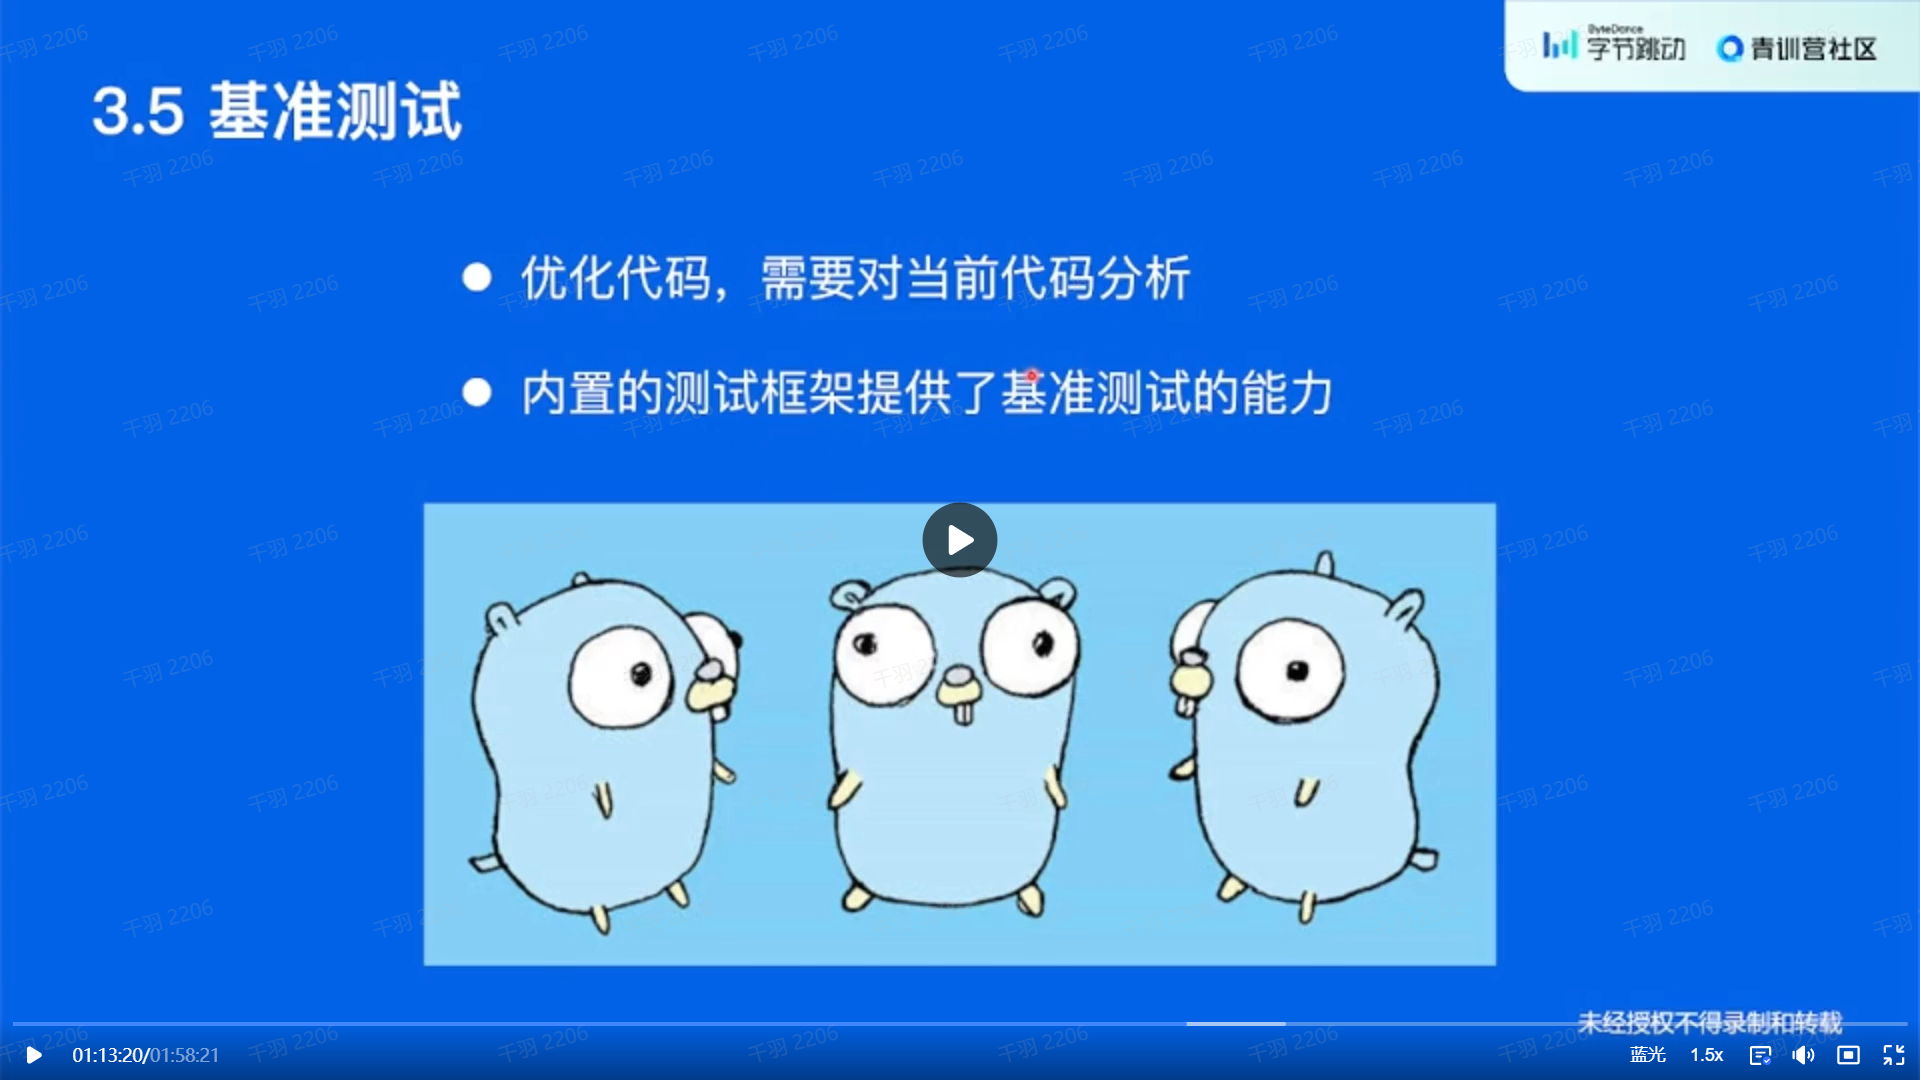 ByteDance
字节跳动 青训营社区
3.5 基准测试
优化代码，需要对当前代码分析
内置的测试框架提供了基准测试的能力
未经授权不得录制和转载
01:13:20/01:58:21
蓝光 1.5x
千羽 2206